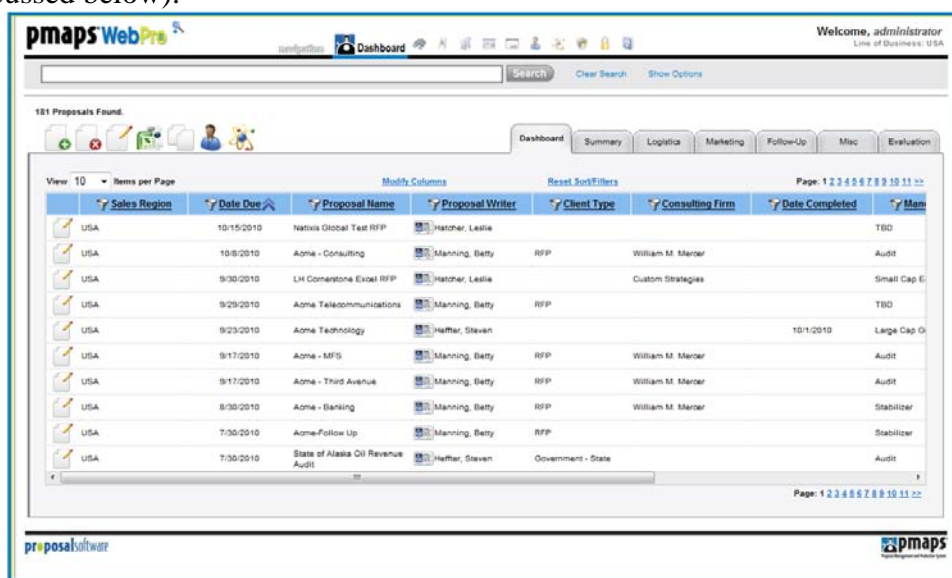 passed below).
pmaps WebPro Welcome, administrator
navigation Dashboard Line of Business: USA
Search Clear Search Show Options
181 Proposals Found.
Dashboard Summary Logistics Marketing Follow-Up Misc Evaluation
View 10 Items per Page Modify Columns Reset Sort/Filters Page: 1 2 3 4 5 6 7 8 9 10 11 >>
Sales Region Date Due Proposal Name Proposal Writer Client Type Consulting Firm Date Completed
USA 10/15/2010 Natixis Global Test RFP Hatcher, Leslie TBD
USA 10/8/2010 Acme - Consulting Manning, Betty RFP William M. Mercer Audit
USA 9/30/2010 LH Cornerstone Excel RFP Hatcher, Leslie Custom Strategies Small Cap
USA 9/29/2010 Acme Telecommunications Manning, Betty RFP TBD
USA 9/23/2010 Acme Technology Heffter, Steven 10/1/2010 Large Cap
USA 9/17/2010 Acme - MFS Manning, Betty RFP William M. Mercer Audit
USA 9/17/2010 Acme - Third Avenue Manning, Betty RFP William M. Mercer Audit
USA 8/30/2010 Acme - Banking Manning, Betty RFP William M. Mercer Stabilizer
USA 7/30/2010 Acme-Follow Up Manning, Betty RFP Stabilizer
USA 7/30/2010 State of Alaska Oil Revenue Heffter, Steven Government - State Audit
Audit
Page: 1 2 3 4 5 6 7 8 9 10 11 >>
proposalsoftware pmaps